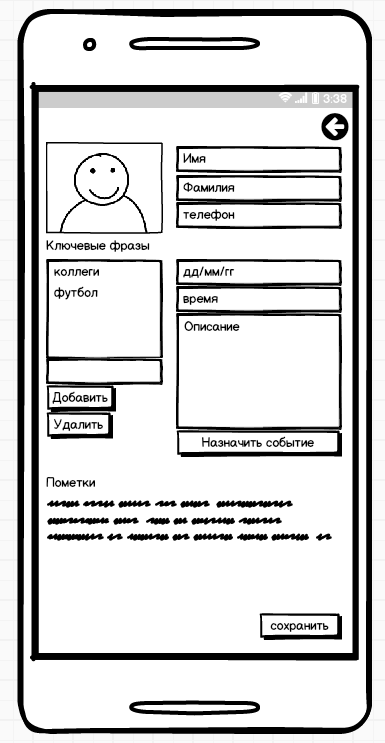 3:38
Имя
Фамилия
телефон
Ключевые фразы
коллеги
футбол
Добавить
Удалить
дд/мм/гг
время
Описание
Назначить событие
Пометки
сохранить